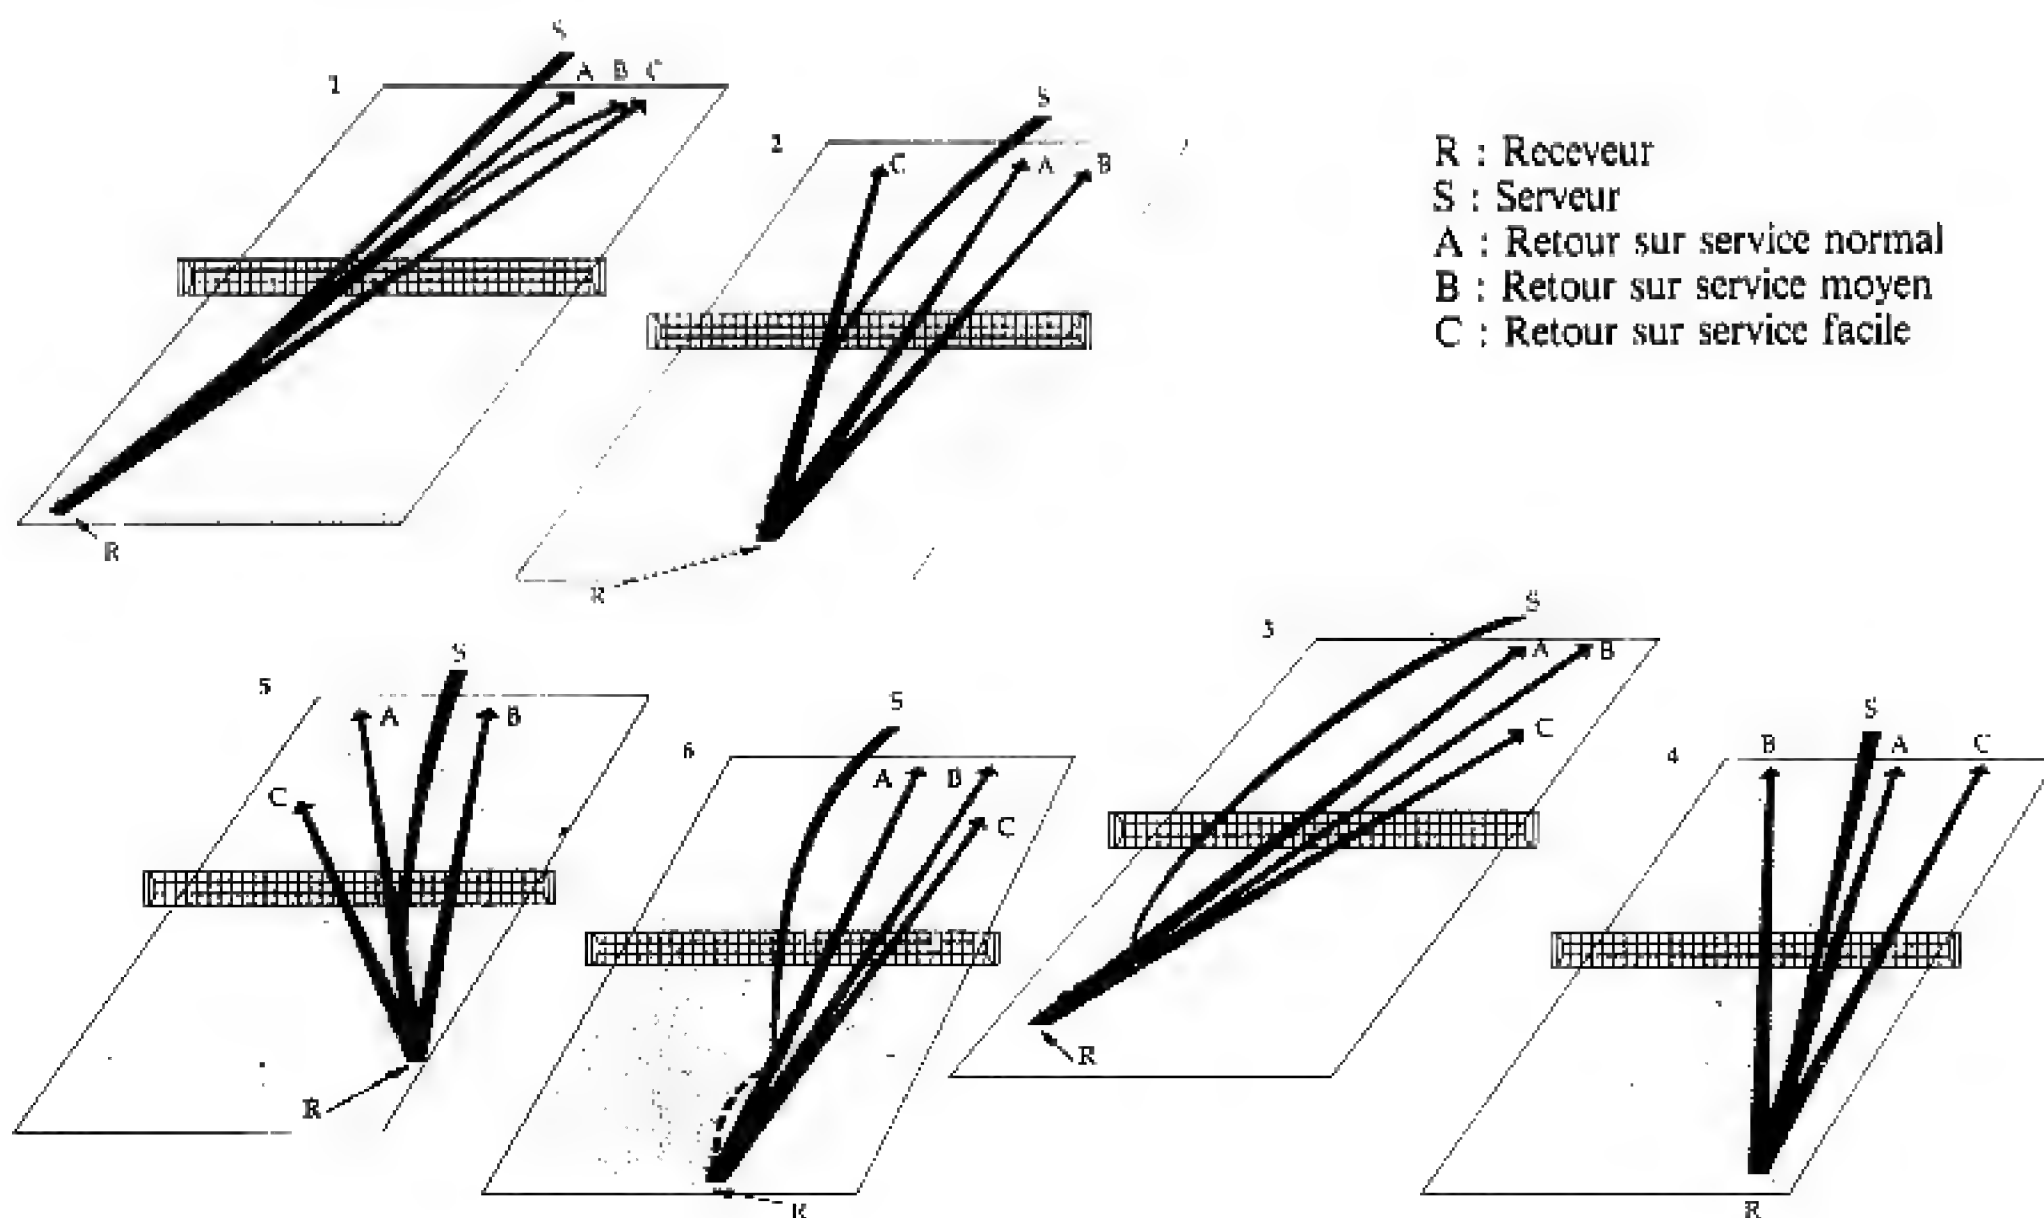 S
1
A B C
R
2
S
C
A
B
R
R : Receveur
S : Serveur
A : Retour sur service normal
B : Retour sur service moyen
C : Retour sur service facile
5
S
A
B
C
R
6
S
A
B
C
R
3
S
A
B
C
R
4
S
B
A
C
R